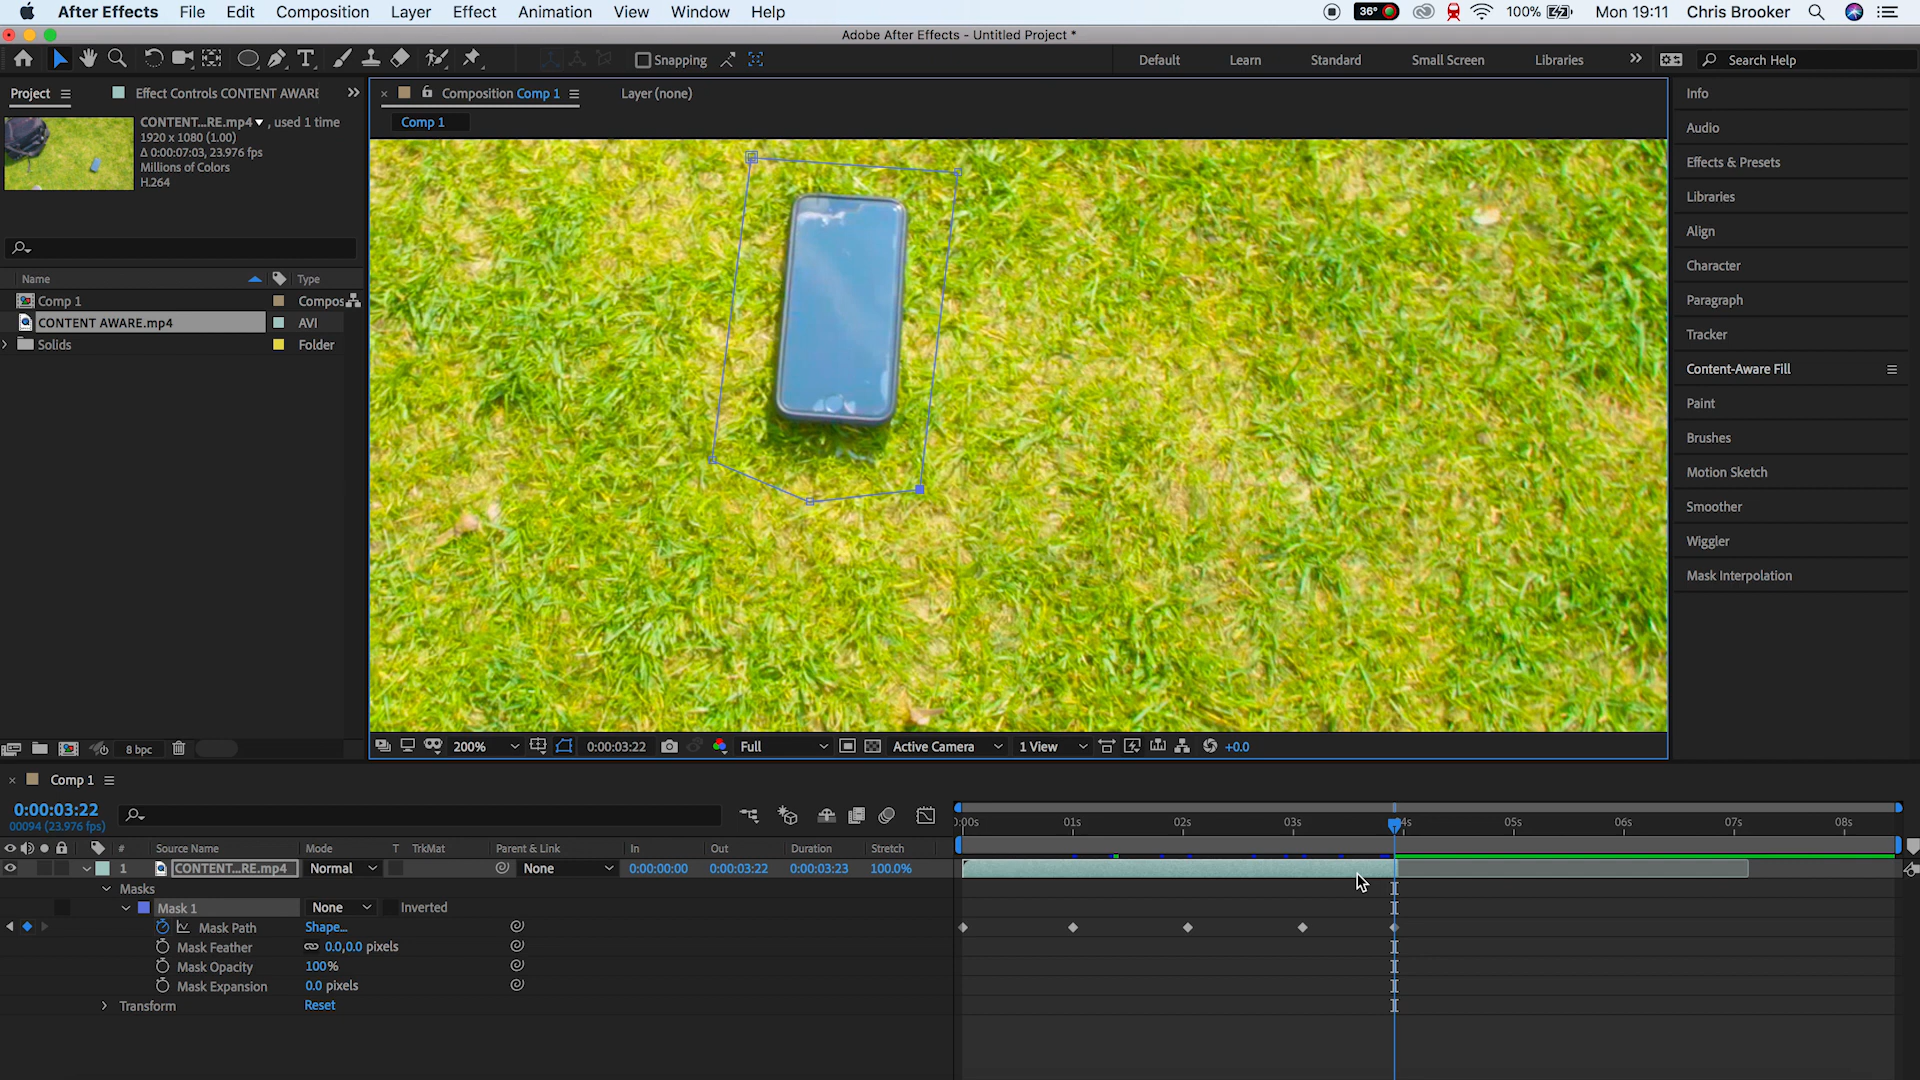 After Effects File Edit Composition Layer Effect Animation View Window Help 36° 100% Mon 19:11 Chris Brooker
Adobe After Effects - Untitled Project *
Snapping Default Learn Standard Small Screen Libraries Search Help
Project Effect Controls CONTENT AWARE Composition Comp 1 Layer (none)
Comp 1
CONTENT...RE.mp4 , used 1 time
1920 x 1080 (1.00)
Δ 0:00:07:03, 23.976 fps
Millions of Colors
H.264
Name Type
Comp 1 Compos
CONTENT AWARE.mp4 AVI
Solids Folder
8 bpc
200% 0:00:03:22 Full Active Camera 1 View +0.0
Info
Audio
Effects & Presets
Libraries
Align
Character
Paragraph
Tracker
Content-Aware Fill
Paint
Brushes
Motion Sketch
Smoother
Wiggler
Mask Interpolation
Comp 1
0:00:03:22
00094 (23.976 fps)
:00s 01s 02s 03s 4s 05s 06s 07s 08s
# Source Name Mode T TrkMat Parent & Link In Out Duration Stretch
1 CONTENT...RE.mp4 Normal None 0:00:00:00 0:00:03:22 0:00:03:23 100.0%
Masks
Mask 1 None Inverted
Mask Path Shape...
Mask Feather 0.0,0.0 pixels
Mask Opacity 100%
Mask Expansion 0.0 pixels
Transform Reset